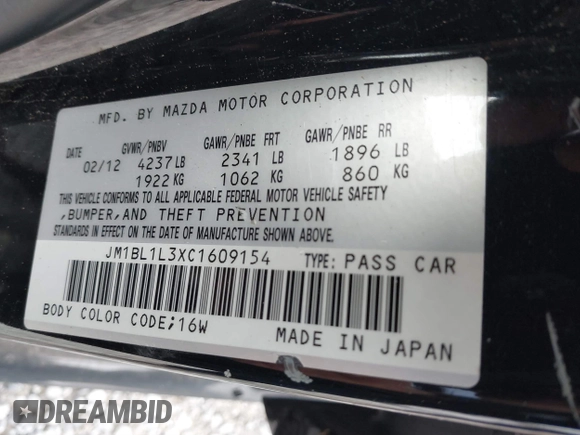 MFD. BY MAZDA MOTOR CORPORATION
DATE GVWR/PNBV GAWR/PNBE FRT GAWR/PNBE RR
02/12 4237 LB 2341 LB 1896 LB
1922 KG 1062 KG 860 KG
THIS VEHICLE CONFORMS TO ALL APPLICABLE FEDERAL MOTOR VEHICLE SAFETY
,BUMPER,AND THEFT PREVENTION
STANDARDS IN EFFECT ON THE DATE OF MANUFACTURE SHOWN ABOVE.
JM1BL1L3XC1609154 TYPE: PASS CAR
BODY COLOR CODE;16W MADE IN JAPAN
DREAMBID